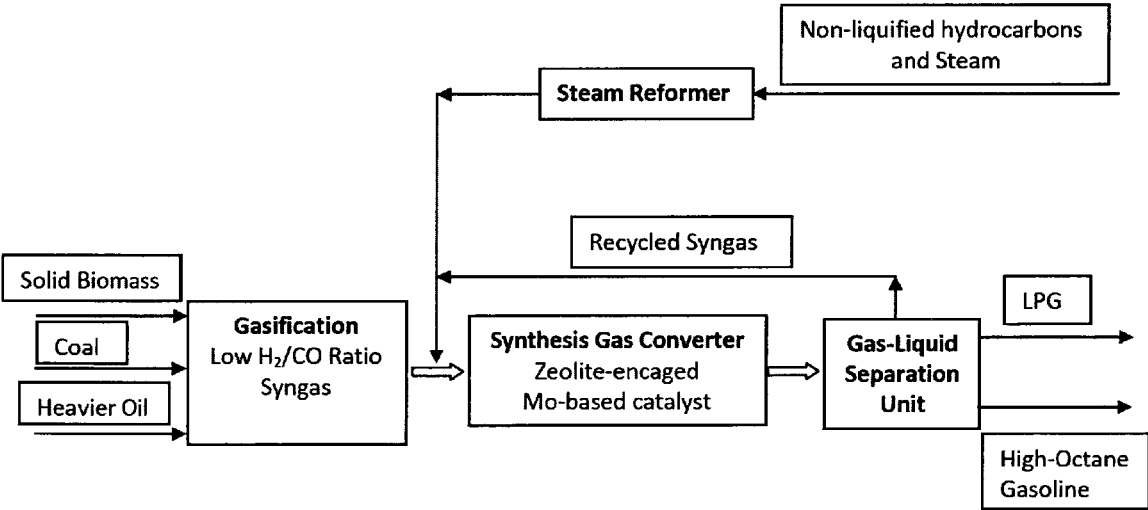 Non-liquified hydrocarbons
and Steam
Steam Reformer
Recycled Syngas
Solid Biomass
Coal
Heavier Oil
Gasification
Low H₂/CO Ratio
Syngas
Synthesis Gas Converter
Zeolite-encaged
Mo-based catalyst
Gas-Liquid
Separation
Unit
LPG
High-Octane
Gasoline